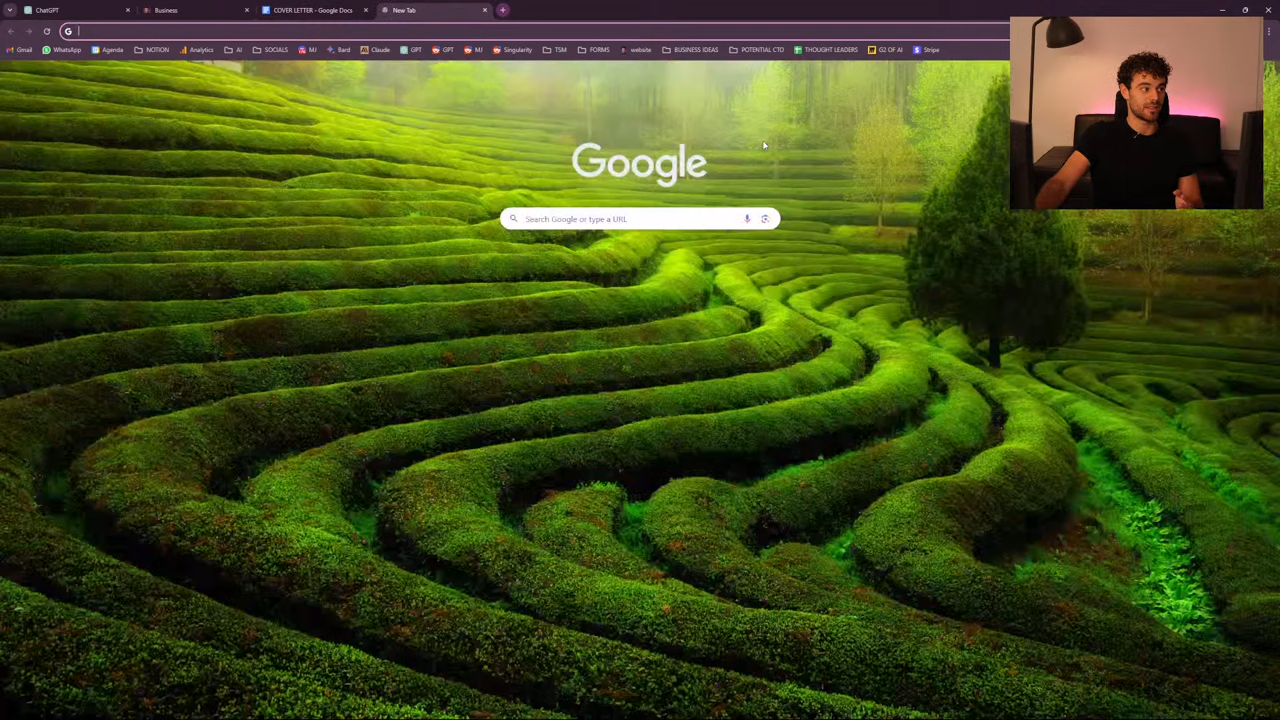 ChatGPT
Business
COVER LETTER - Google Docs
New Tab
Gmail
WhatsApp
Agenda
NOTION
Analytics
AI
SOCIALS
MJ
Bard
Claude
GPT
GPT
MJ
Singularity
TSM
FORMS
website
BUSINESS IDEAS
POTENTIAL CTO
THOUGHT LEADERS
G2 OF AI
Stripe
Google
Search Google or type a URL